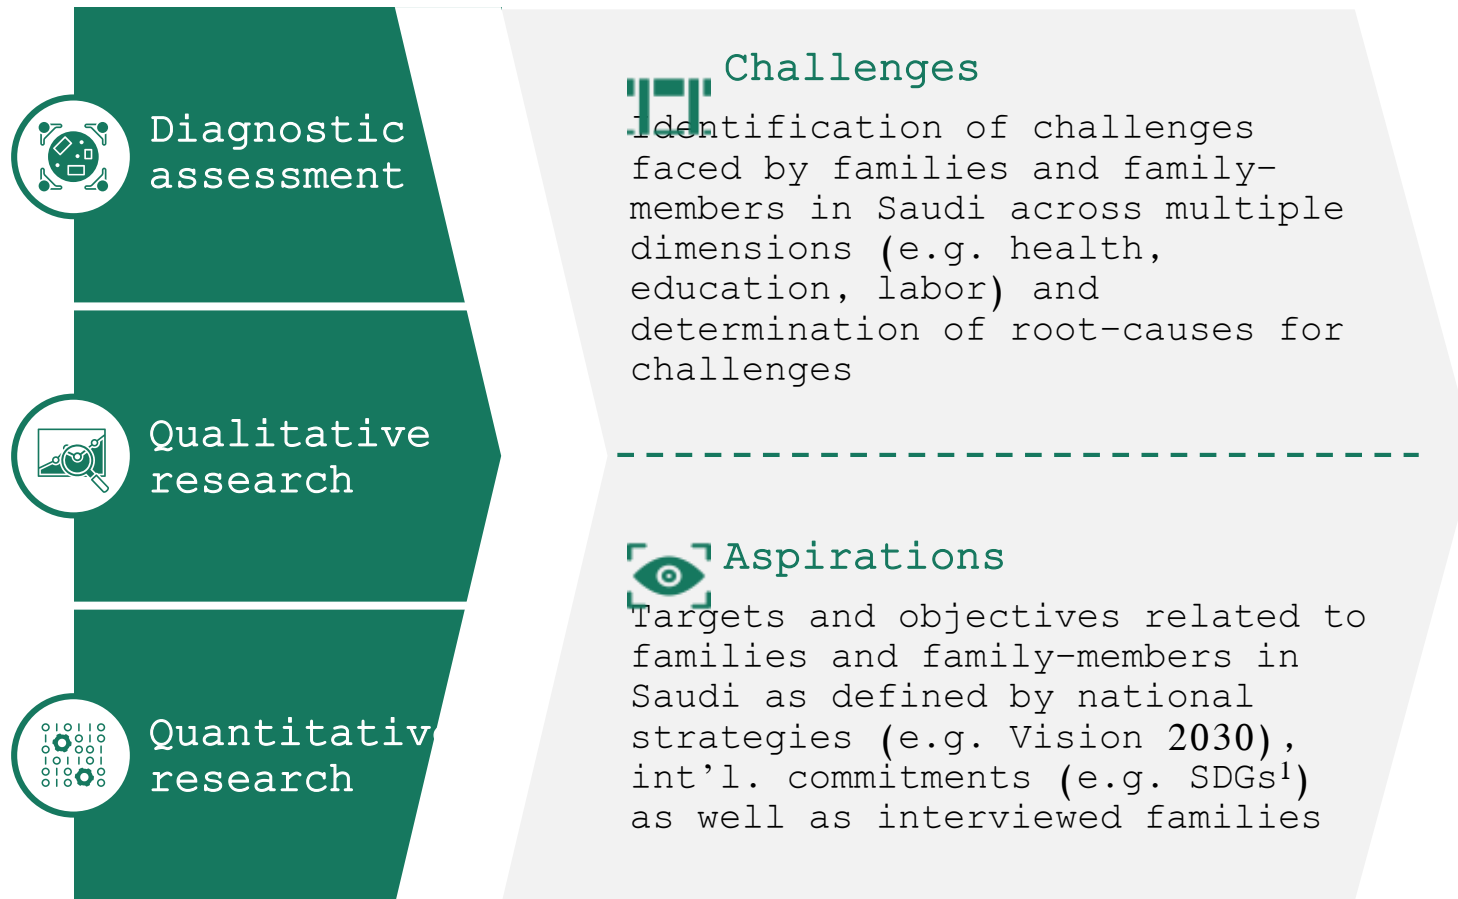 Diagnostic
assessment
Qualitative
research
Quantitative
research
Challenges
Identification of challenges
faced by families and family-
members in Saudi across multiple
dimensions (e.g. health,
education, labor) and
determination of root-causes for
challenges
Aspirations
Targets and objectives related to
families and family-members in
Saudi as defined by national
strategies (e.g. Vision 2030),
int’l. commitments (e.g. SDGs¹)
as well as interviewed families